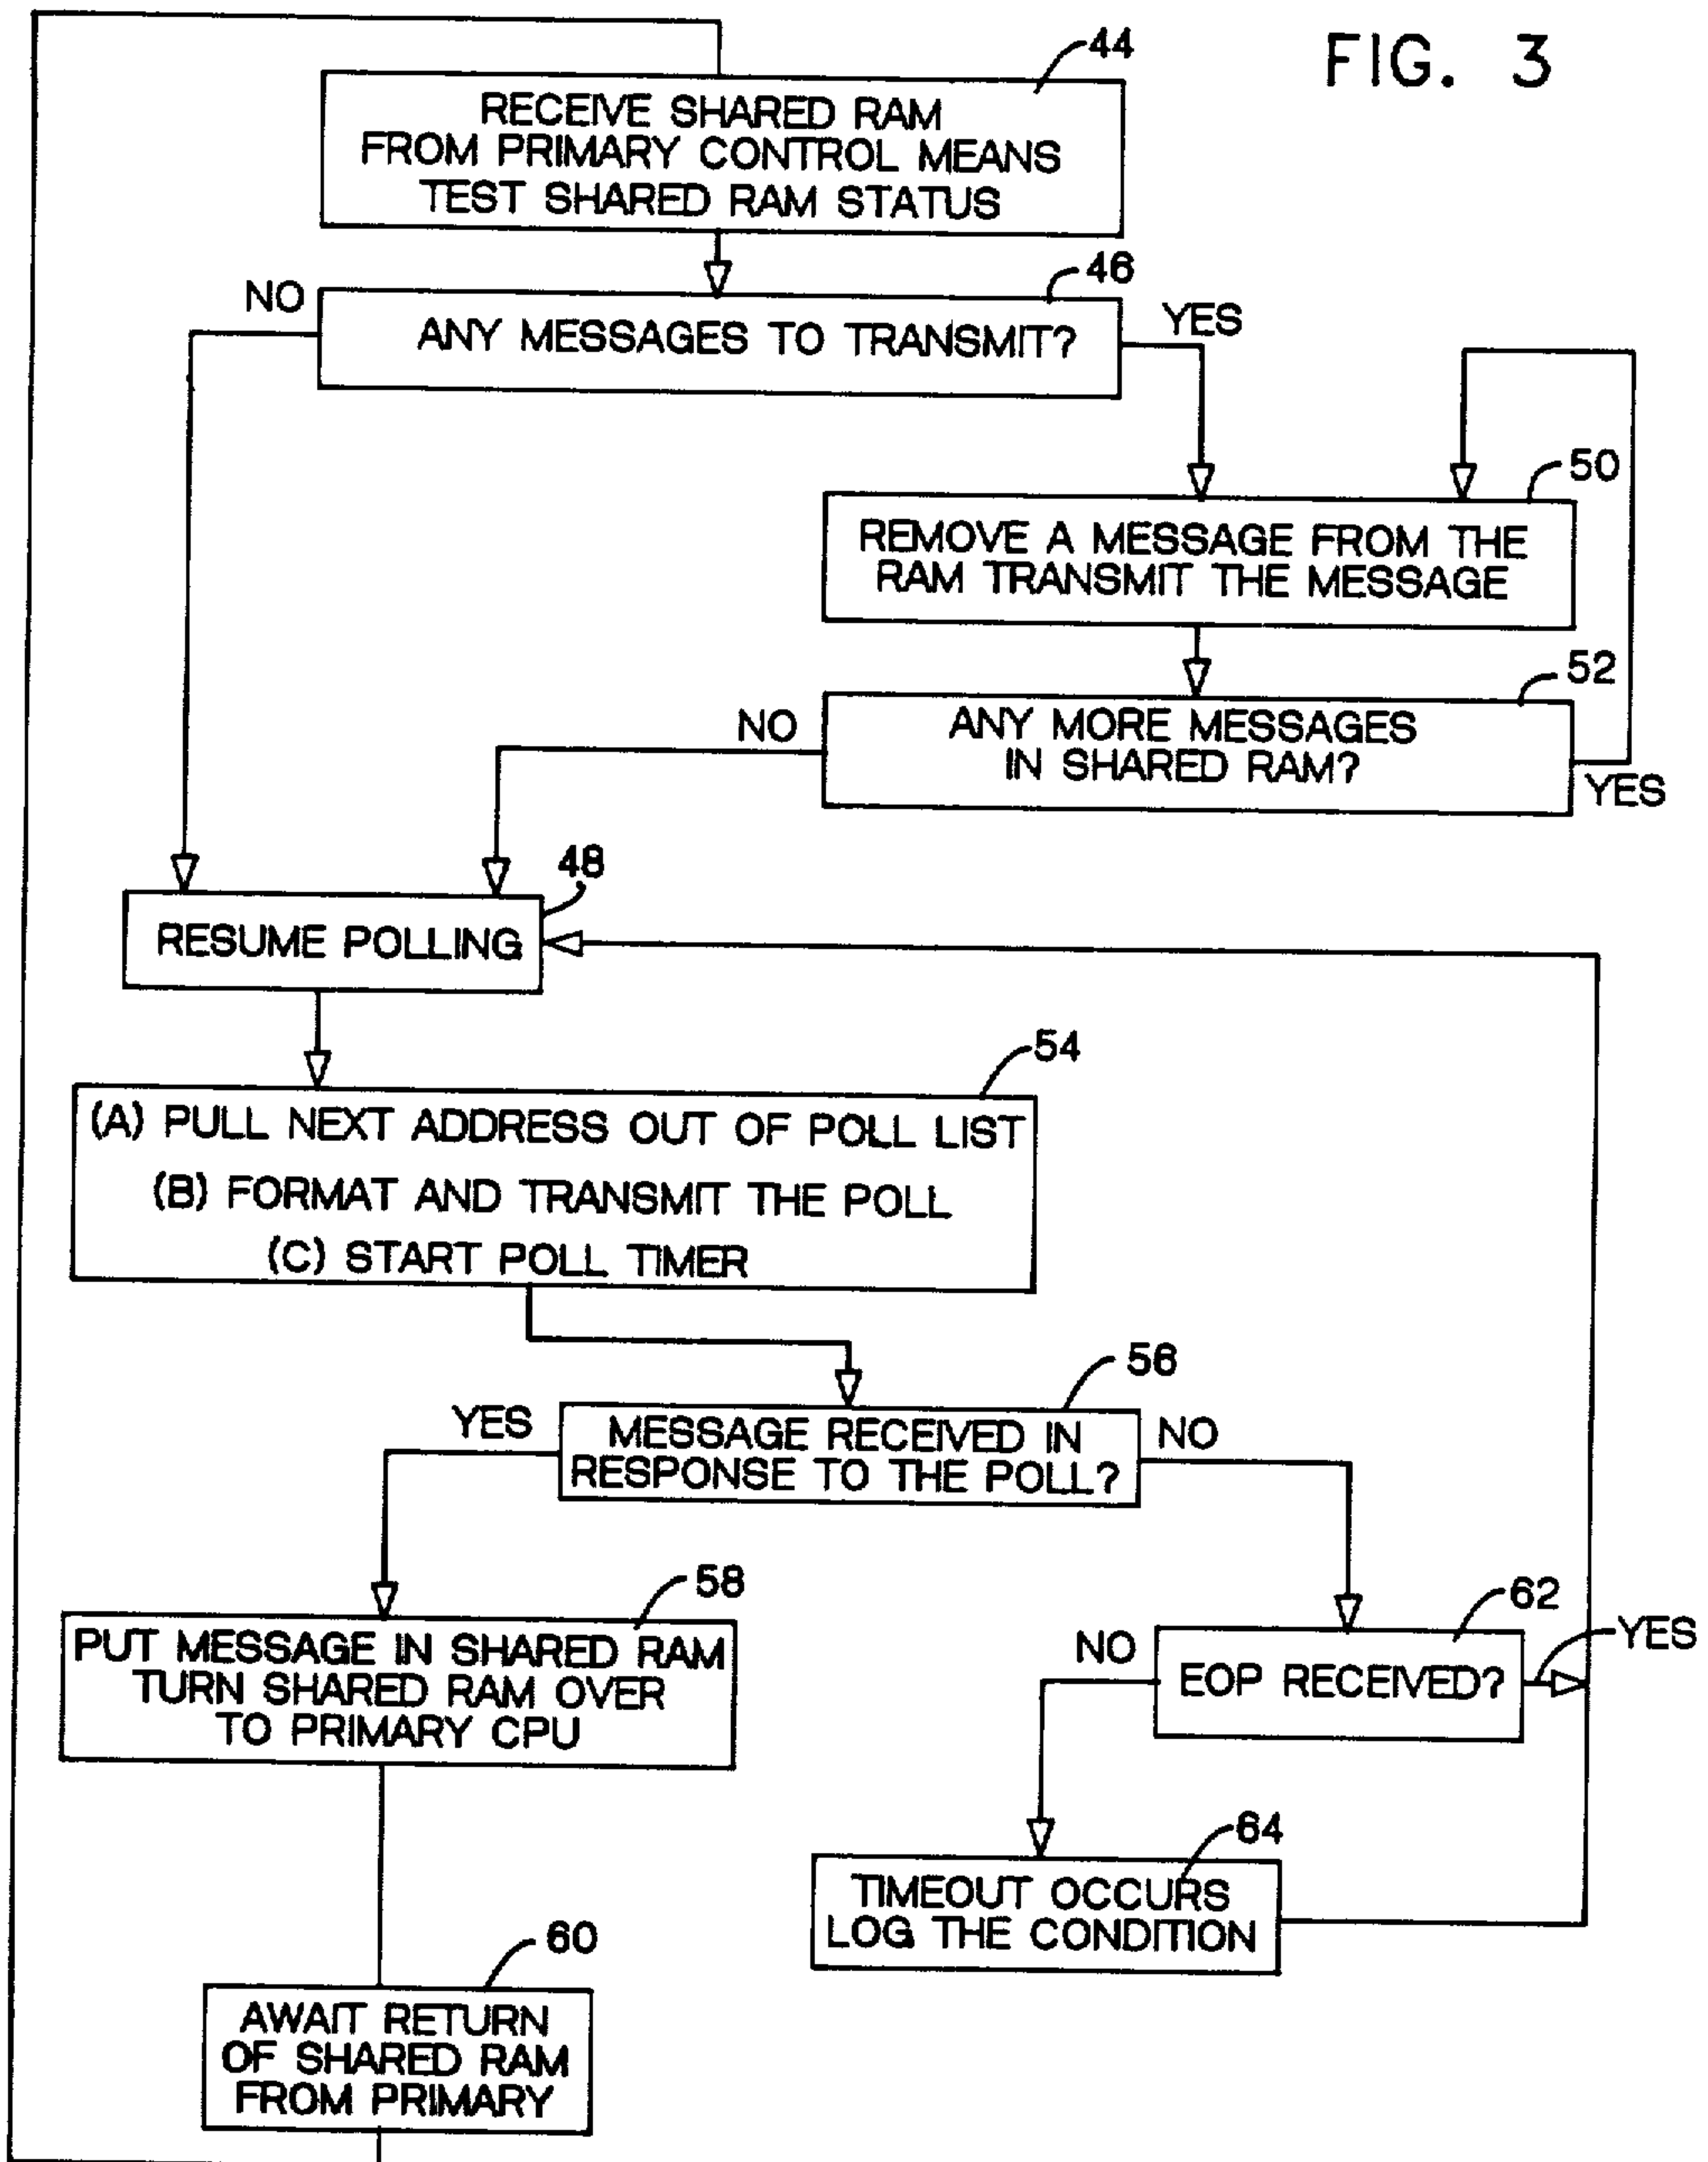 FIG. 3
44
RECEIVE SHARED RAM
FROM PRIMARY CONTROL MEANS
TEST SHARED RAM STATUS
46
NO
ANY MESSAGES TO TRANSMIT?
YES
50
REMOVE A MESSAGE FROM THE
RAM TRANSMIT THE MESSAGE
52
NO
ANY MORE MESSAGES
IN SHARED RAM?
YES
48
RESUME POLLING
54
(A) PULL NEXT ADDRESS OUT OF POLL LIST
(B) FORMAT AND TRANSMIT THE POLL
(C) START POLL TIMER
56
YES
MESSAGE RECEIVED IN
RESPONSE TO THE POLL?
NO
58
PUT MESSAGE IN SHARED RAM
TURN SHARED RAM OVER
TO PRIMARY CPU
62
NO
EOP RECEIVED?
YES
64
TIMEOUT OCCURS
LOG THE CONDITION
60
AWAIT RETURN
OF SHARED RAM
FROM PRIMARY